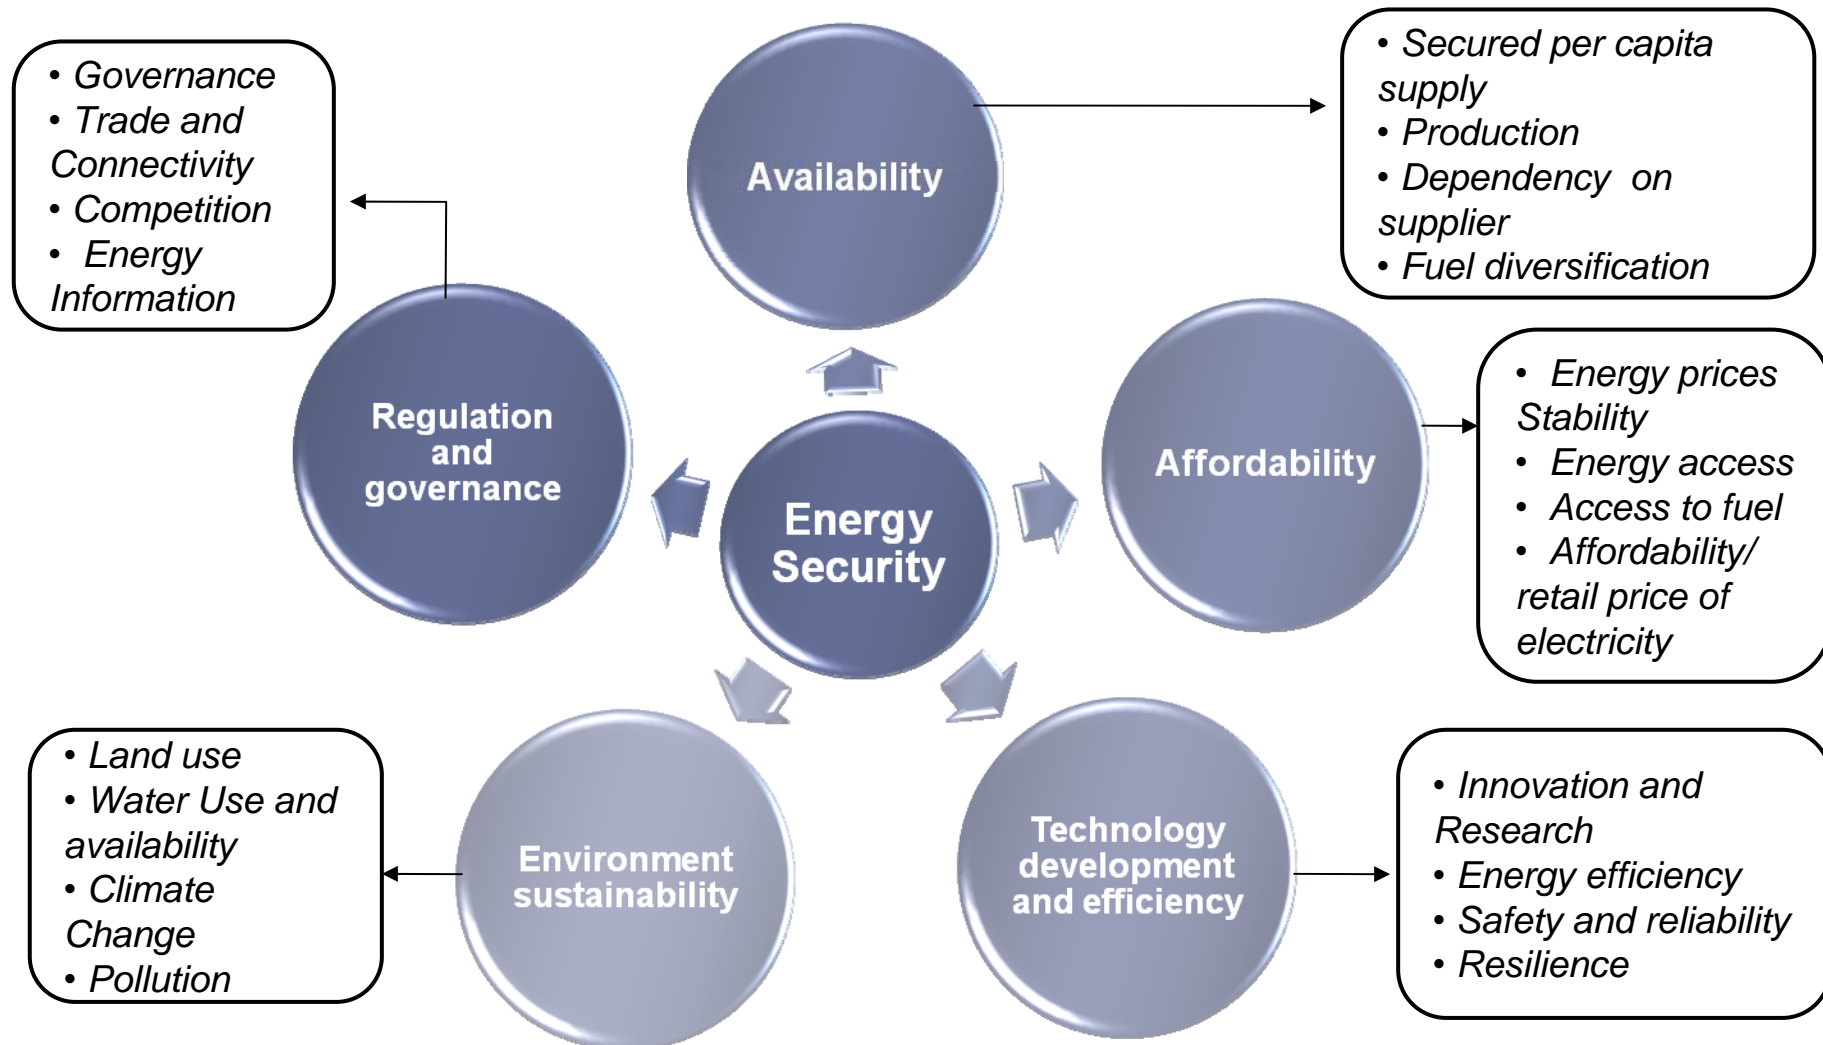 • Governance
• Trade and
Connectivity
• Competition
•  Energy
Information
Availability
• Secured per capita
supply
• Production
• Dependency  on
supplier
• Fuel diversification
Regulation
and
governance
Energy
Security
Affordability
•  Energy prices
Stability
•  Energy access
•  Access to fuel
•  Affordability/
retail price of
electricity
• Land use
• Water Use and
availability
• Climate
Change
• Pollution
Environment
sustainability
Technology
development
and efficiency
• Innovation and
Research
• Energy efficiency
• Safety and reliability
• Resilience